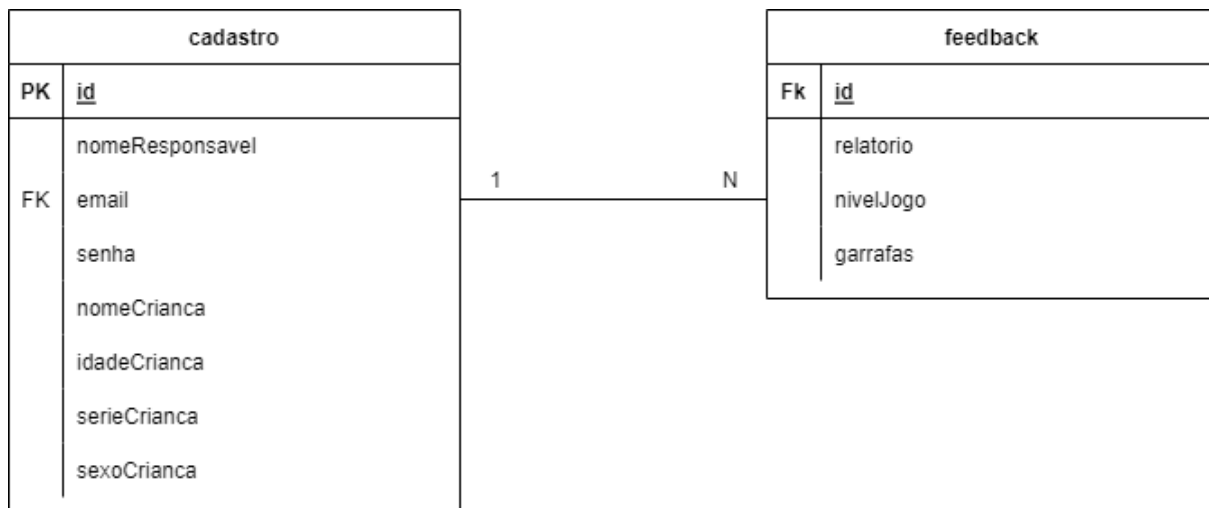 cadastro
PK id
nomeResponsavel
FK email
senha
nomeCrianca
idadeCrianca
serieCrianca
sexoCrianca
1 N
feedback
Fk id
relatorio
nivelJogo
garrafas